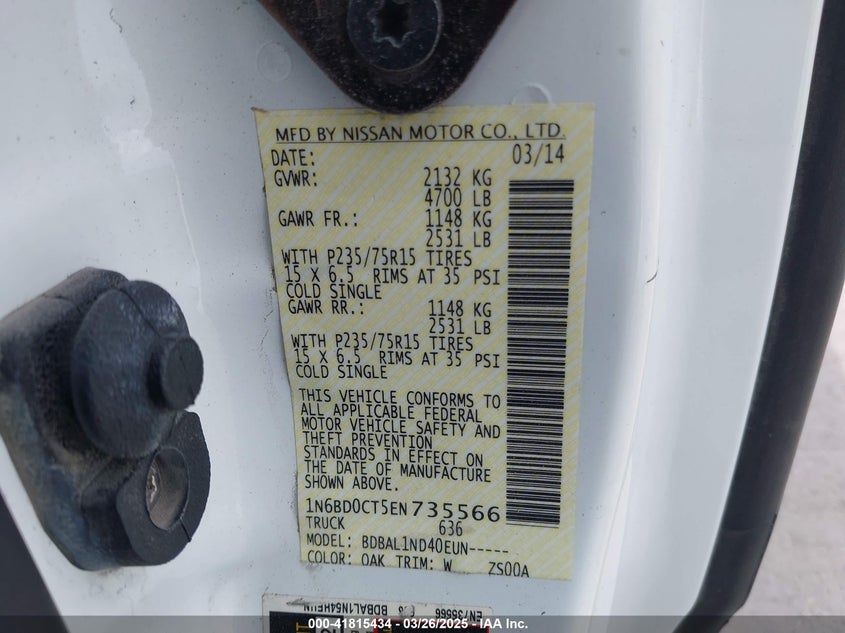 MFD BY NISSAN MOTOR CO., LTD.
DATE: 03/14
GVWR: 2132 KG
4700 LB
GAWR FR.: 1148 KG
2531 LB
WITH P235/75R15 TIRES
15 X 6.5 RIMS AT 35 PSI
COLD SINGLE
GAWR RR.: 1148 KG
2531 LB
WITH P235/75R15 TIRES
15 X 6.5 RIMS AT 35 PSI
COLD SINGLE
THIS VEHICLE CONFORMS TO
ALL APPLICABLE FEDERAL
MOTOR VEHICLE SAFETY AND
THEFT PREVENTION
STANDARDS IN EFFECT ON
THE DATE OF MANUFACTURE
SHOWN ABOVE.
1N6BD0CT5EN735566
TRUCK 636
MODEL: BDBAL1ND40EUN-----
COLOR: QAK TRIM: W ZS00A
EN735566 BDBAL1N54HEUN
000-41815434 | 03/26/2025 | IAA Inc.